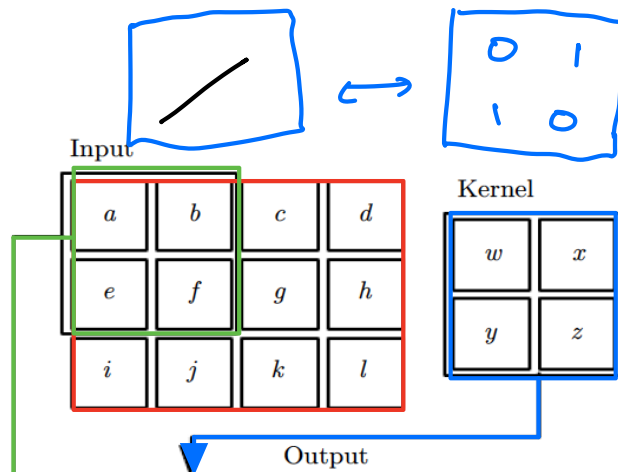 0 1
1 0
Input
Kernel
a b c d
w x
e f g h
y z
i j k l
Output